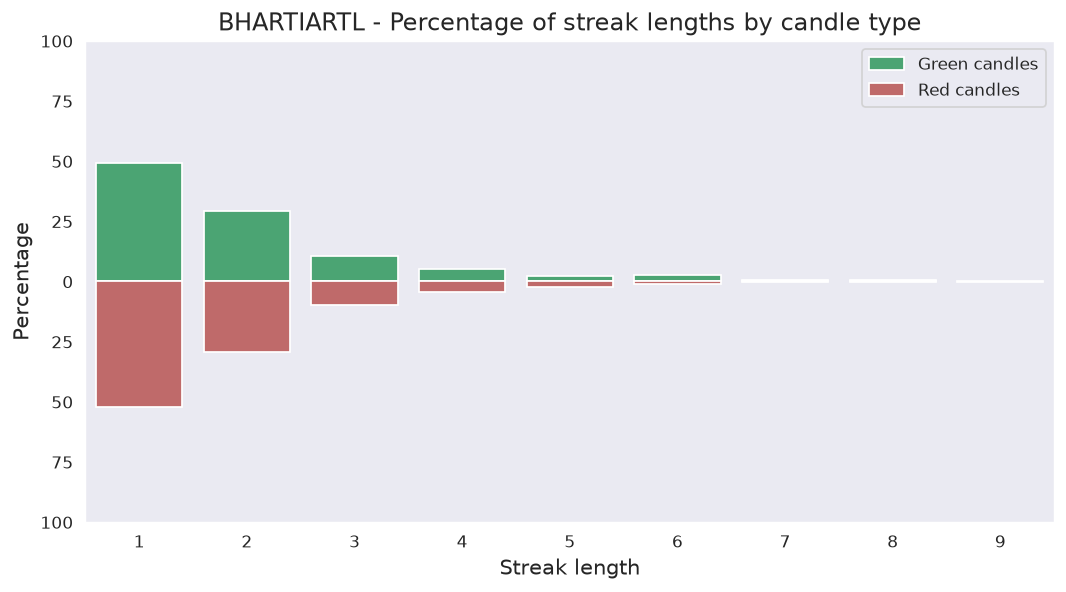 BHARTIARTL - Percentage of streak lengths by candle type
Green candles
Red candles
Percentage
100
75
50
25
0
25
50
75
100
1 2 3 4 5 6 7 8 9
Streak length